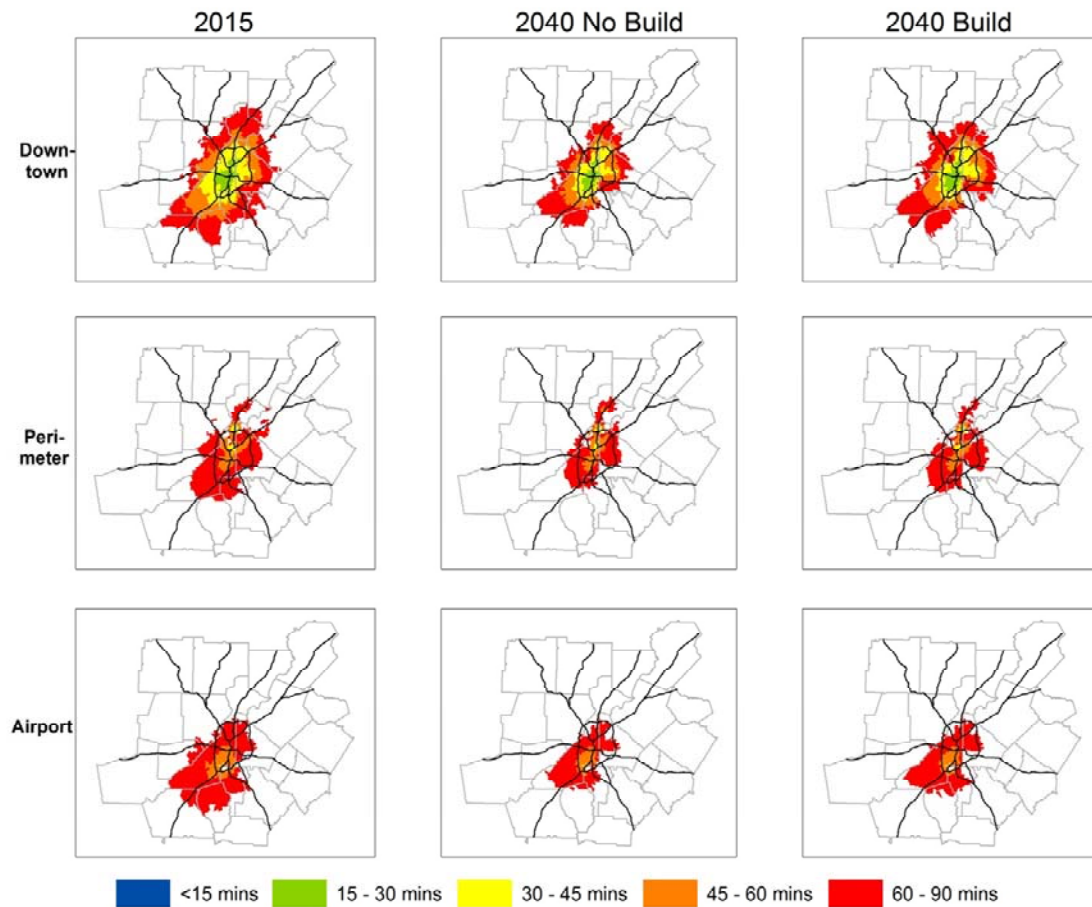 2015 2040 No Build 2040 Build
Down-
town
Peri-
meter
Airport
<15 mins 15 - 30 mins 30 - 45 mins 45 - 60 mins 60 - 90 mins